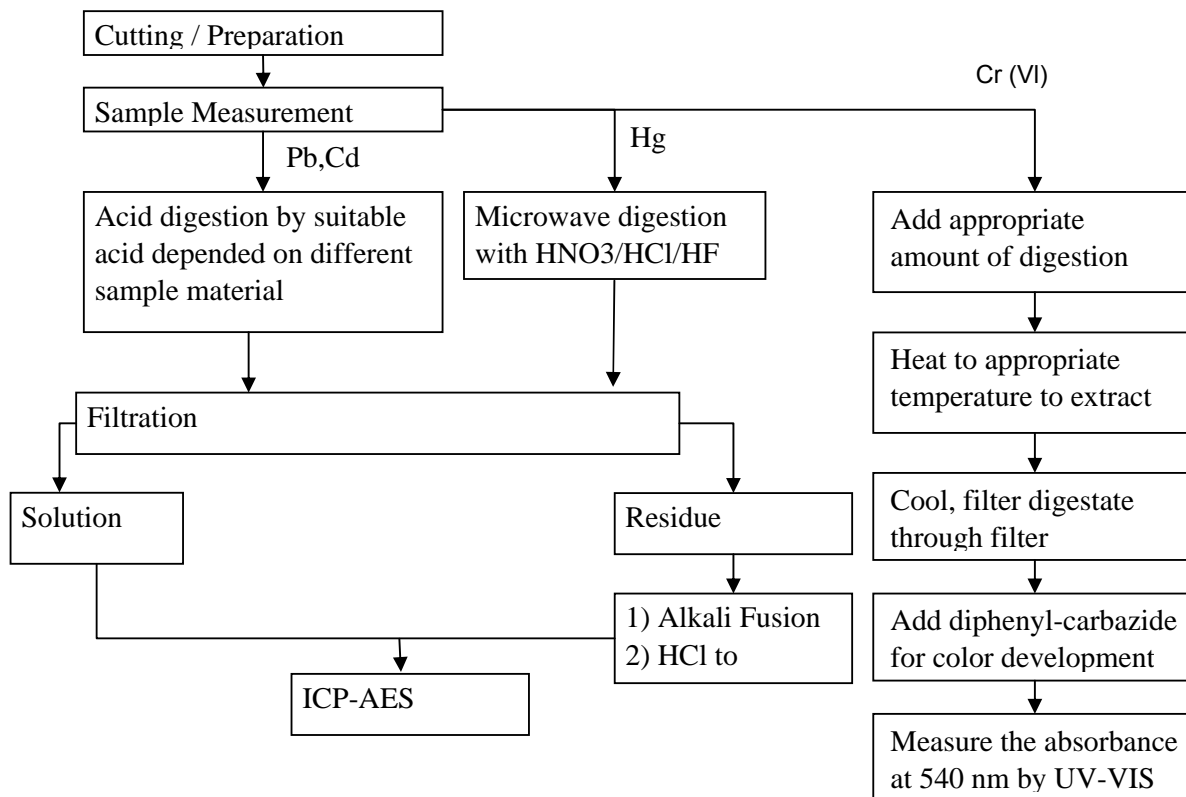 Cutting / Preparation
Cr (VI)
Sample Measurement
Hg
Pb,Cd
Acid digestion by suitable
acid depended on different
sample material
Microwave digestion
with HNO3/HCl/HF
Add appropriate
amount of digestion
Heat to appropriate
temperature to extract
Filtration
Cool, filter digestate
through filter
Solution
Residue
1) Alkali Fusion
2) HCl to
Add diphenyl-carbazide
for color development
ICP-AES
Measure the absorbance
at 540 nm by UV-VIS